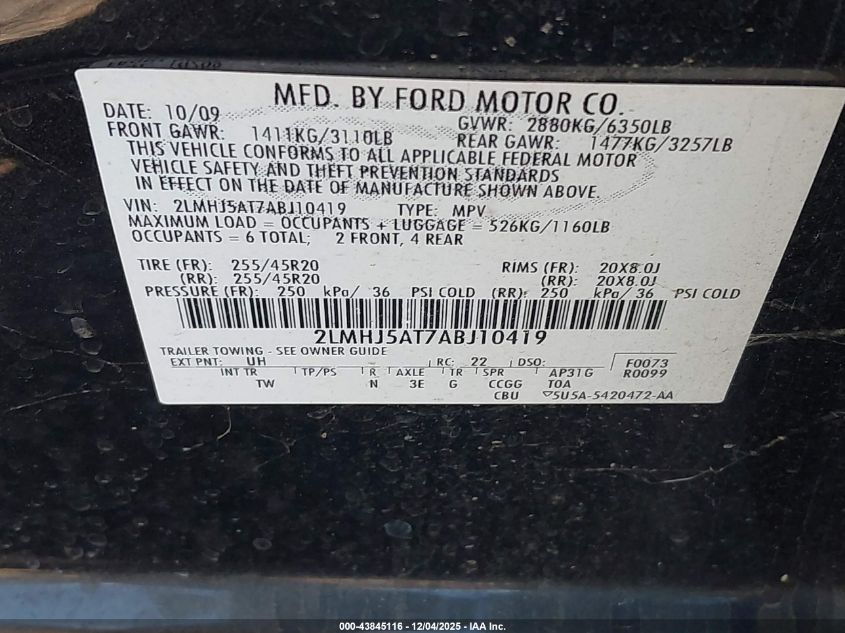 MFD. BY FORD MOTOR CO.
DATE: 10/09 GVWR: 2880KG/6350LB
FRONT GAWR: 1411KG/3110LB REAR GAWR: 1477KG/3257LB
THIS VEHICLE CONFORMS TO ALL APPLICABLE FEDERAL MOTOR
VEHICLE SAFETY AND THEFT PREVENTION STANDARDS
IN EFFECT ON THE DATE OF MANUFACTURE SHOWN ABOVE.
VIN: 2LMHJ5AT7ABJ10419 TYPE: MPV
MAXIMUM LOAD = OCCUPANTS + LUGGAGE = 526KG/1160LB
OCCUPANTS = 6 TOTAL; 2 FRONT, 4 REAR
TIRE (FR): 255/45R20 RIMS (FR): 20X8.0J
(RR): 255/45R20 (RR): 20X8.0J
PRESSURE (FR): 250 kPa/ 36 PSI COLD (RR): 250 kPa/ 36 PSI COLD
2LMHJ5AT7ABJ10419
TRAILER TOWING - SEE OWNER GUIDE
EXT PNT: UH RC: 22 DSO: F0073
INT TR TP/PS R AXLE TR SPR AP31G R0099
TW N 3E G CCGG TOA
CBU 5U5A-5420472-AA
000-43845116 - 12/04/2025 - IAA Inc.